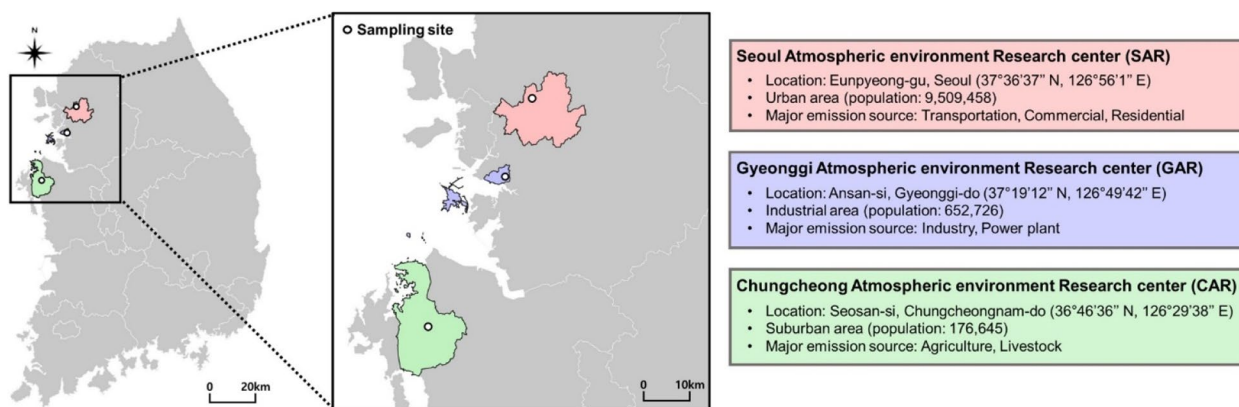 N
0 20km
Sampling site
0 10km
Seoul Atmospheric environment Research center (SAR)
• Location: Eunpyeong-gu, Seoul (37°36'37" N, 126°56'1" E)
• Urban area (population: 9,509,458)
• Major emission source: Transportation, Commercial, Residential
Gyeonggi Atmospheric environment Research center (GAR)
• Location: Ansan-si, Gyeonggi-do (37°19'12" N, 126°49'42" E)
• Industrial area (population: 652,726)
• Major emission source: Industry, Power plant
Chungcheong Atmospheric environment Research center (CAR)
• Location: Seosan-si, Chungcheongnam-do (36°46'36" N, 126°29'38" E)
• Suburban area (population: 176,645)
• Major emission source: Agriculture, Livestock